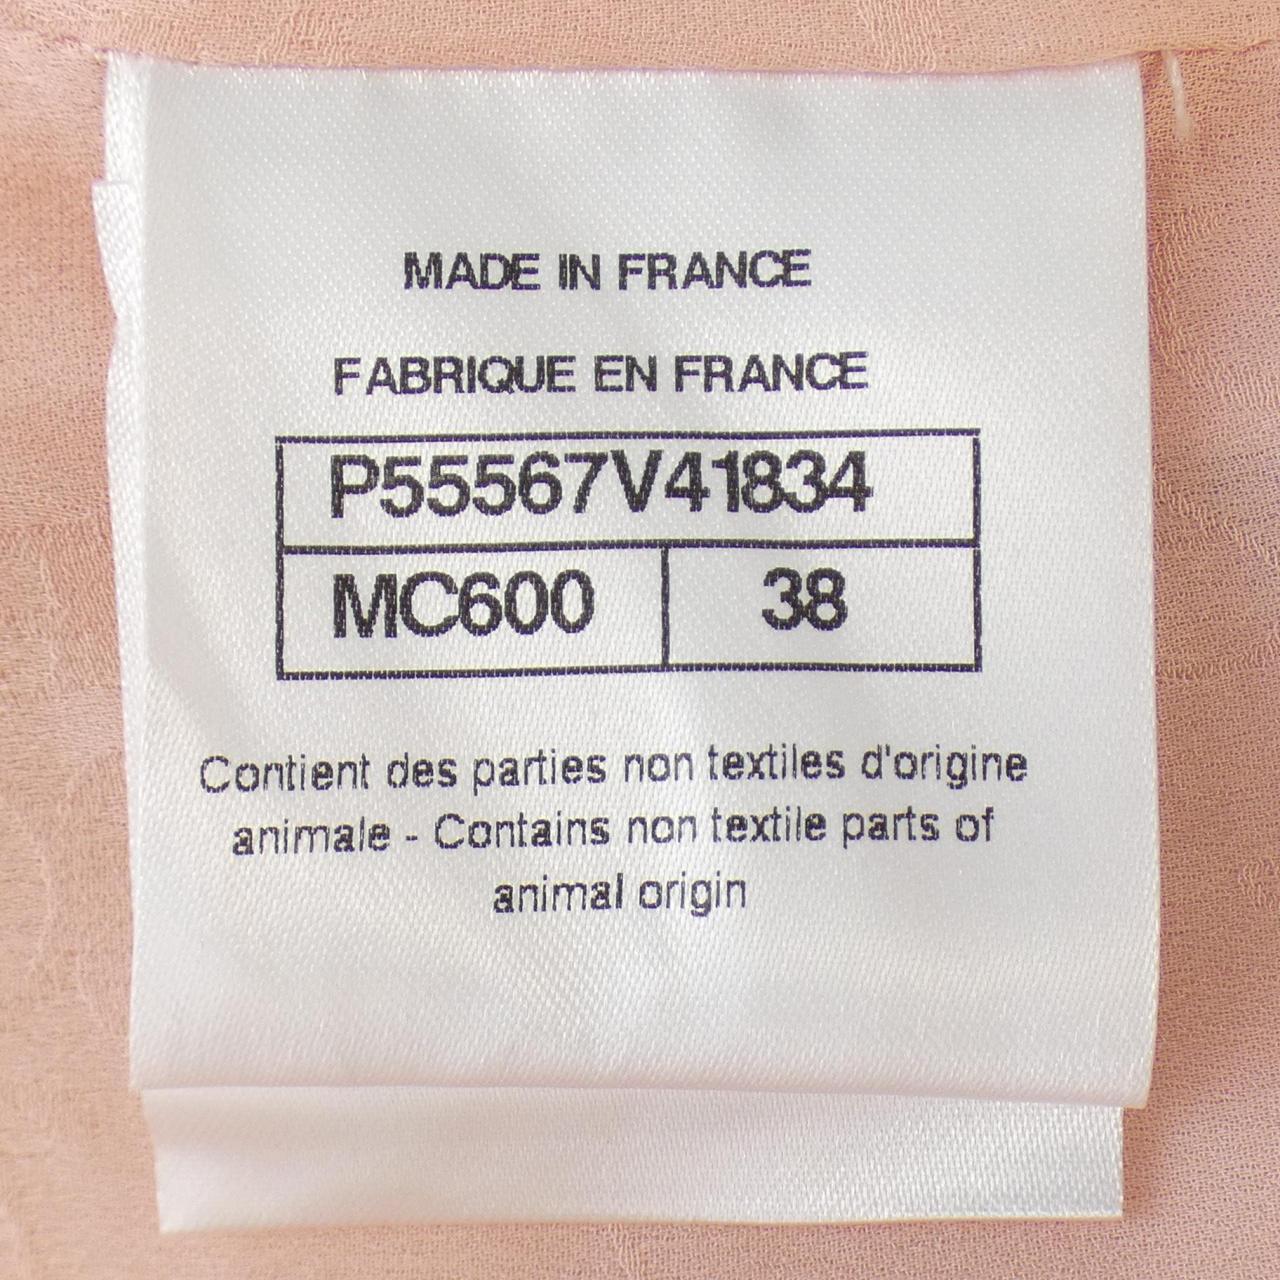 MADE IN FRANCE
FABRIQUE EN FRANCE
P55567V41834
MC600 38
Contient des parties non textiles d'origine
animale - Contains non textile parts of
animal origin